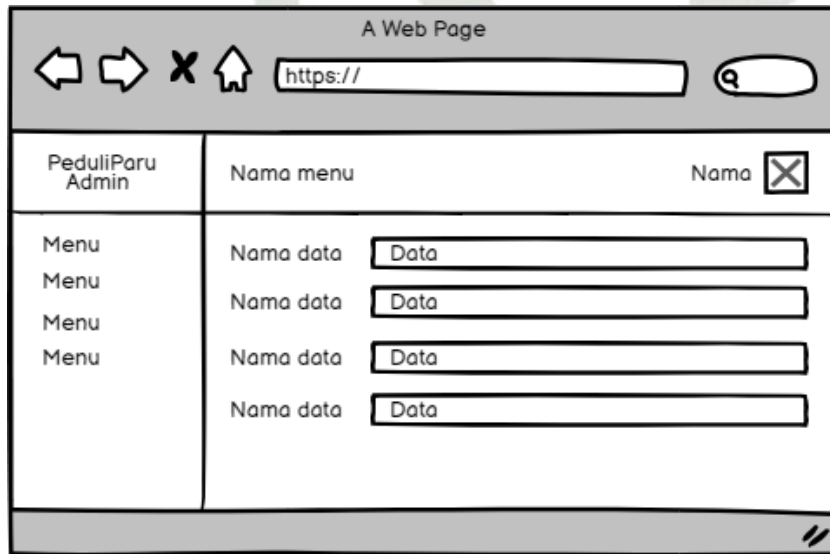 A Web Page
https://
PeduliParu
Admin
Nama menu
Nama
Menu
Menu
Menu
Menu
Nama data
Data
Nama data
Data
Nama data
Data
Nama data
Data